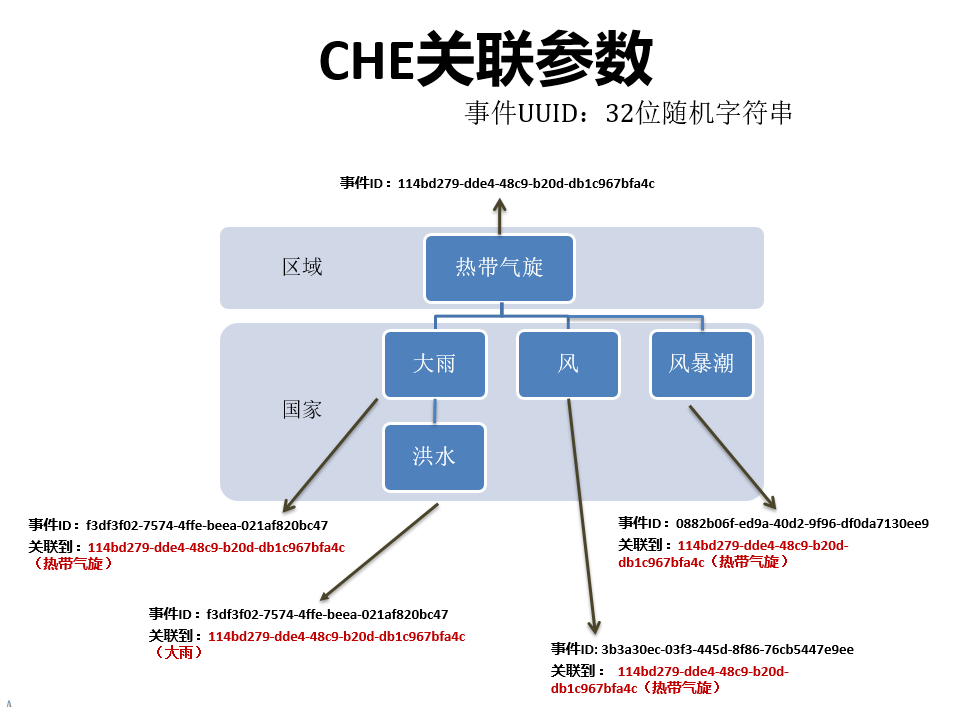 CHE关联参数
事件UUID：32位随机字符串
事件ID：114bd279-dde4-48c9-b20d-db1c967bfa4c
区域
热带气旋
国家
大雨
风
风暴潮
洪水
事件ID：f3df3f02-7574-4ffe-beea-021af820bc47
关联到：114bd279-dde4-48c9-b20d-db1c967bfa4c
（热带气旋）
事件ID：0882b06f-ed9a-40d2-9f96-df0da7130ee9
关联到：114bd279-dde4-48c9-b20d-
db1c967bfa4c（热带气旋）
事件ID：f3df3f02-7574-4ffe-beea-021af820bc47
关联到：114bd279-dde4-48c9-b20d-db1c967bfa4c
（大雨）
事件ID: 3b3a30ec-03f3-445d-8f86-76cb5447e9ee
关联到： 114bd279-dde4-48c9-b20d-
db1c967bfa4c（热带气旋）